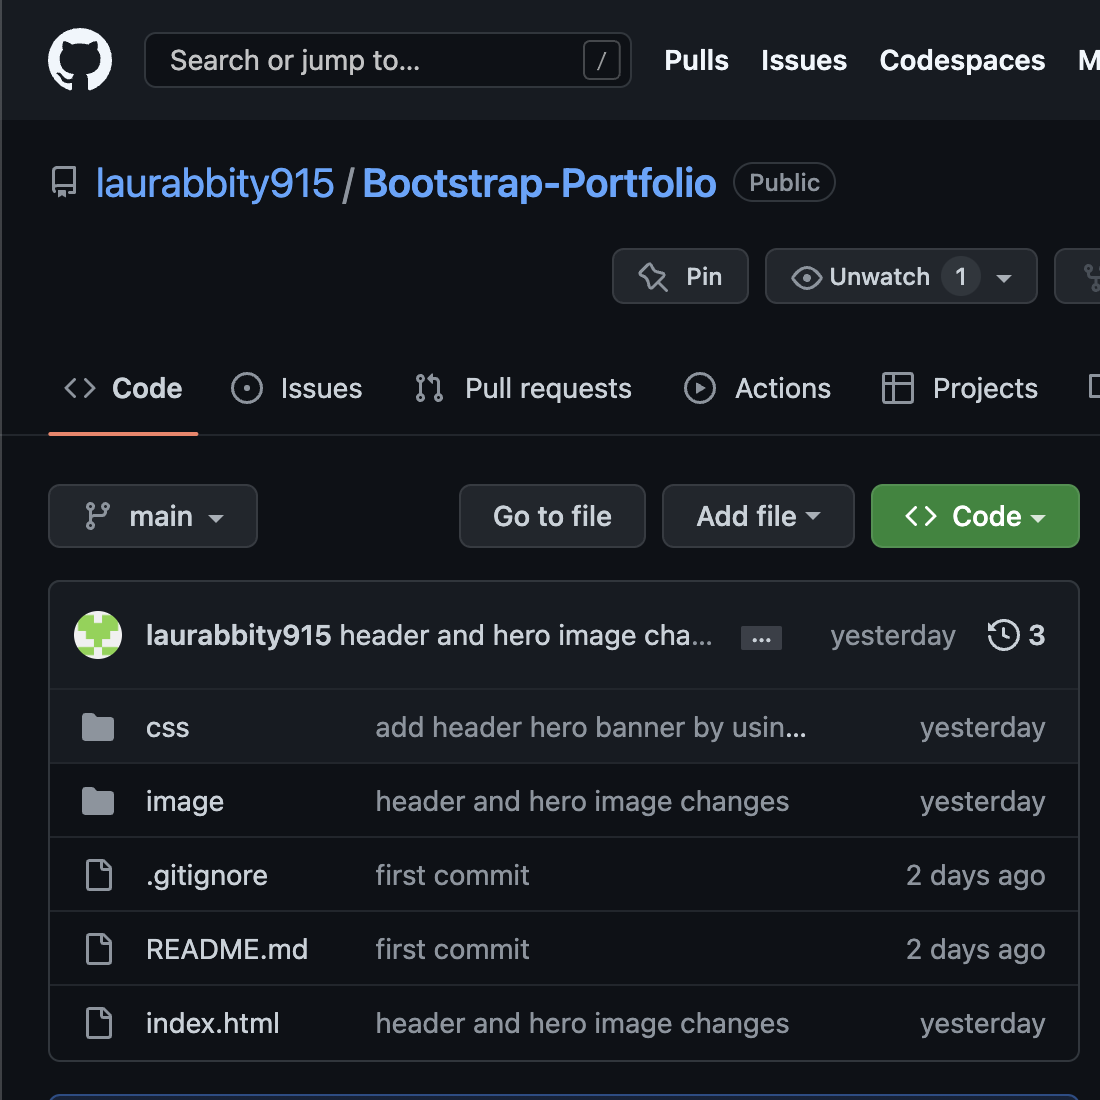 Search or jump to... / Pulls Issues Codespaces M
laurabbity915 / Bootstrap-Portfolio Public
Pin Unwatch 1
Code Issues Pull requests Actions Projects
main Go to file Add file Code
laurabbity915 header and hero image cha... ... yesterday 3
css add header hero banner by usin... yesterday
image header and hero image changes yesterday
.gitignore first commit 2 days ago
README.md first commit 2 days ago
index.html header and hero image changes yesterday